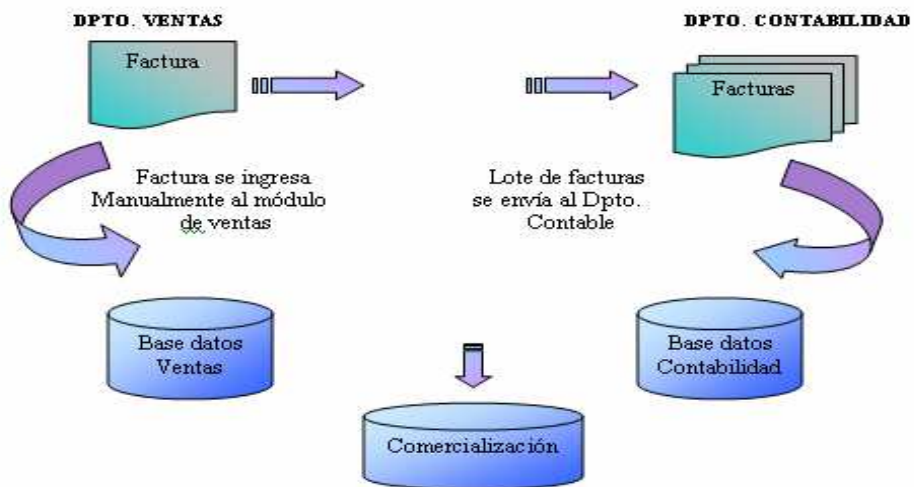 DPTO. VENTAS
DPTO. CONTABILIDAD
Factura
Facturas
Factura se ingresa
Manualmente al módulo
de ventas
Lote de facturas
se envía al Dpto.
Contable
Base datos
Ventas
Base datos
Contabilidad
Comercialización